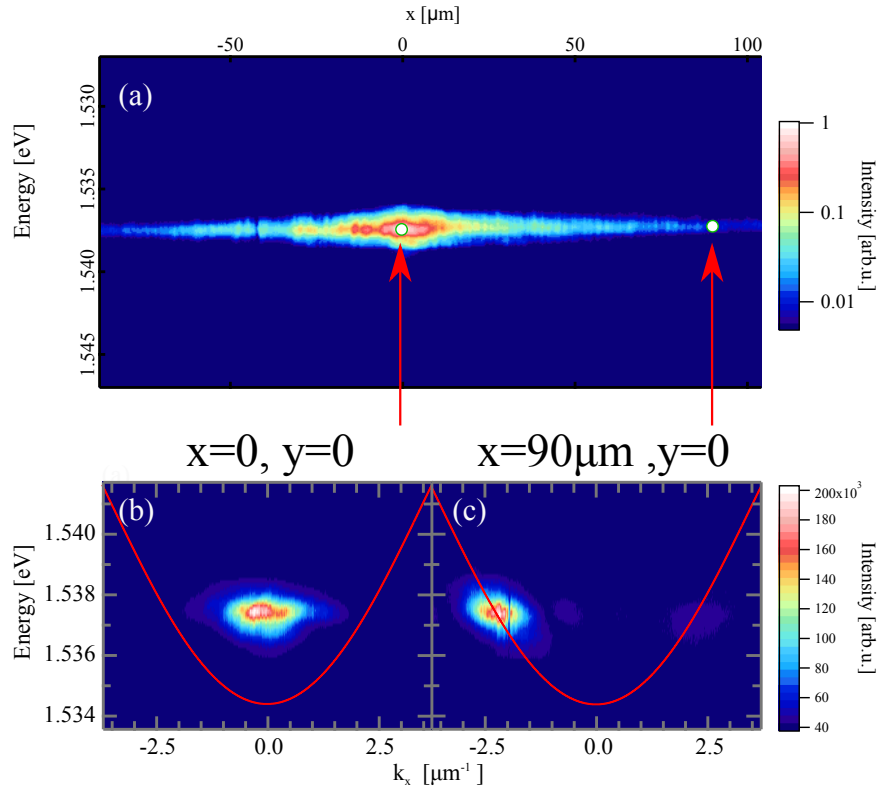 x [μm]
-50 0 50 100
(a)
Energy [eV]
1.530
1.535
1.540
1.545
1
0.1
0.01
Intensity [arb.u.]
x=0, y=0
x=90μm ,y=0
(b)
(c)
Energy [eV]
1.540
1.538
1.536
1.534
-2.5 0.0 2.5 -2.5 0.0 2.5
kₓ [μm⁻¹]
200x10³
180
160
140
120
100
80
60
40
Intensity [arb.u.]